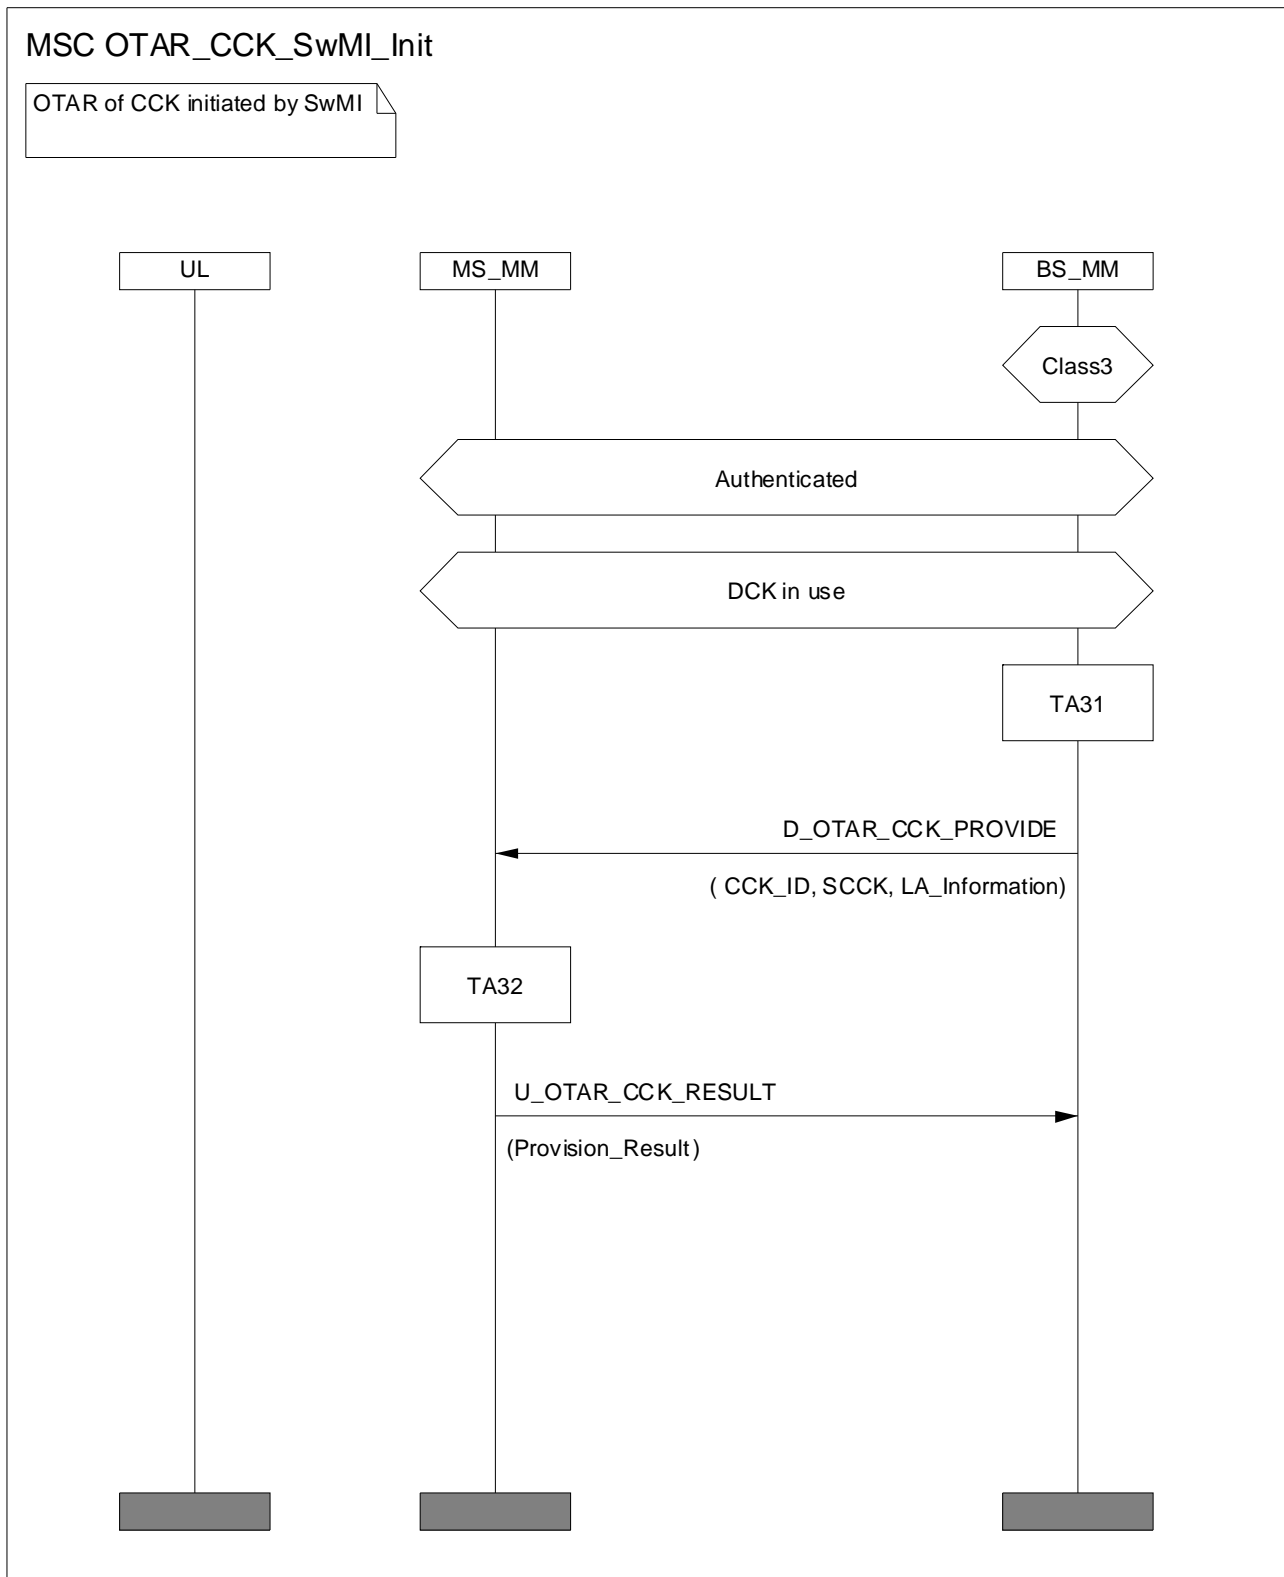 MSC OTAR_CCK_SwMI_Init
OTAR of CCK initiated by SwMI
UL
MS_MM
BS_MM
Class3
Authenticated
DCK in use
TA31
D_OTAR_CCK_PROVIDE
( CCK_ID, SCCK, LA_Information)
TA32
U_OTAR_CCK_RESULT
(Provision_Result)